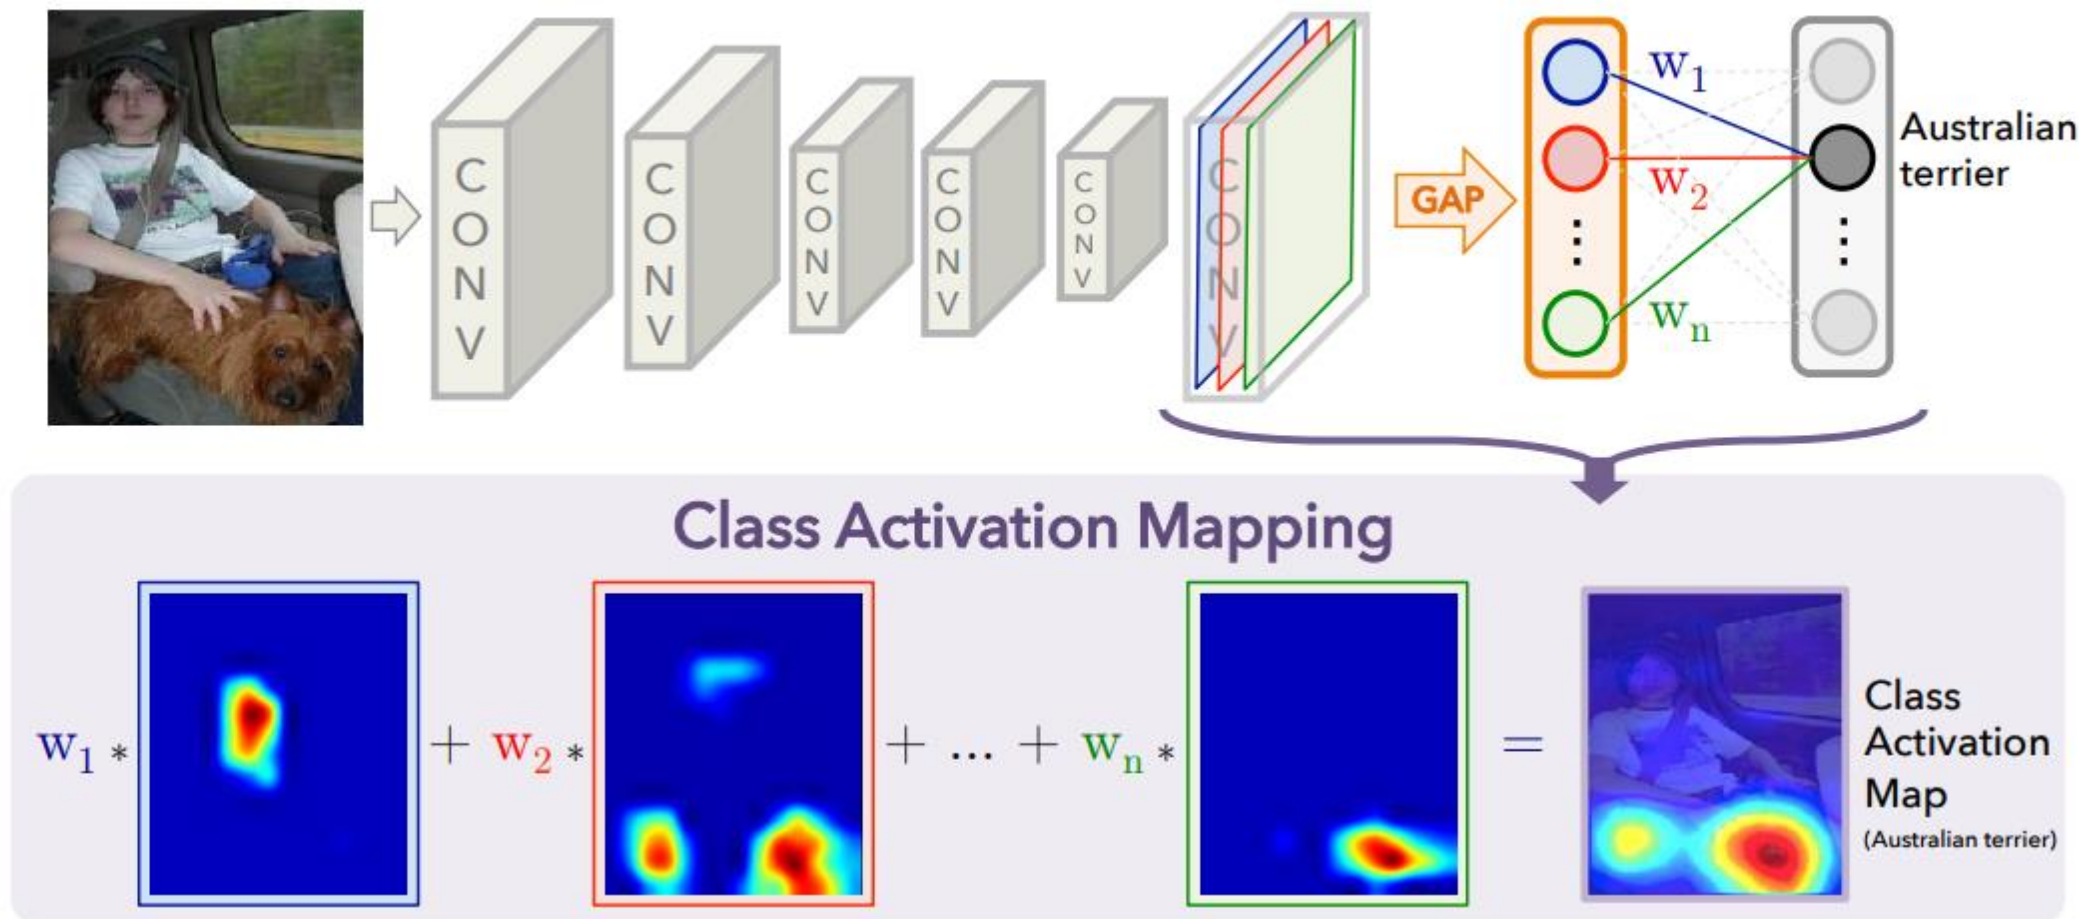 CONV
CONV
CONV
CONV
CONV
CONV
GAP
w1
w2
⋮
wn
⋮
Australian
terrier
Class Activation Mapping
w1 * + w2 * + ... + wn * =
Class
Activation
Map
(Australian terrier)